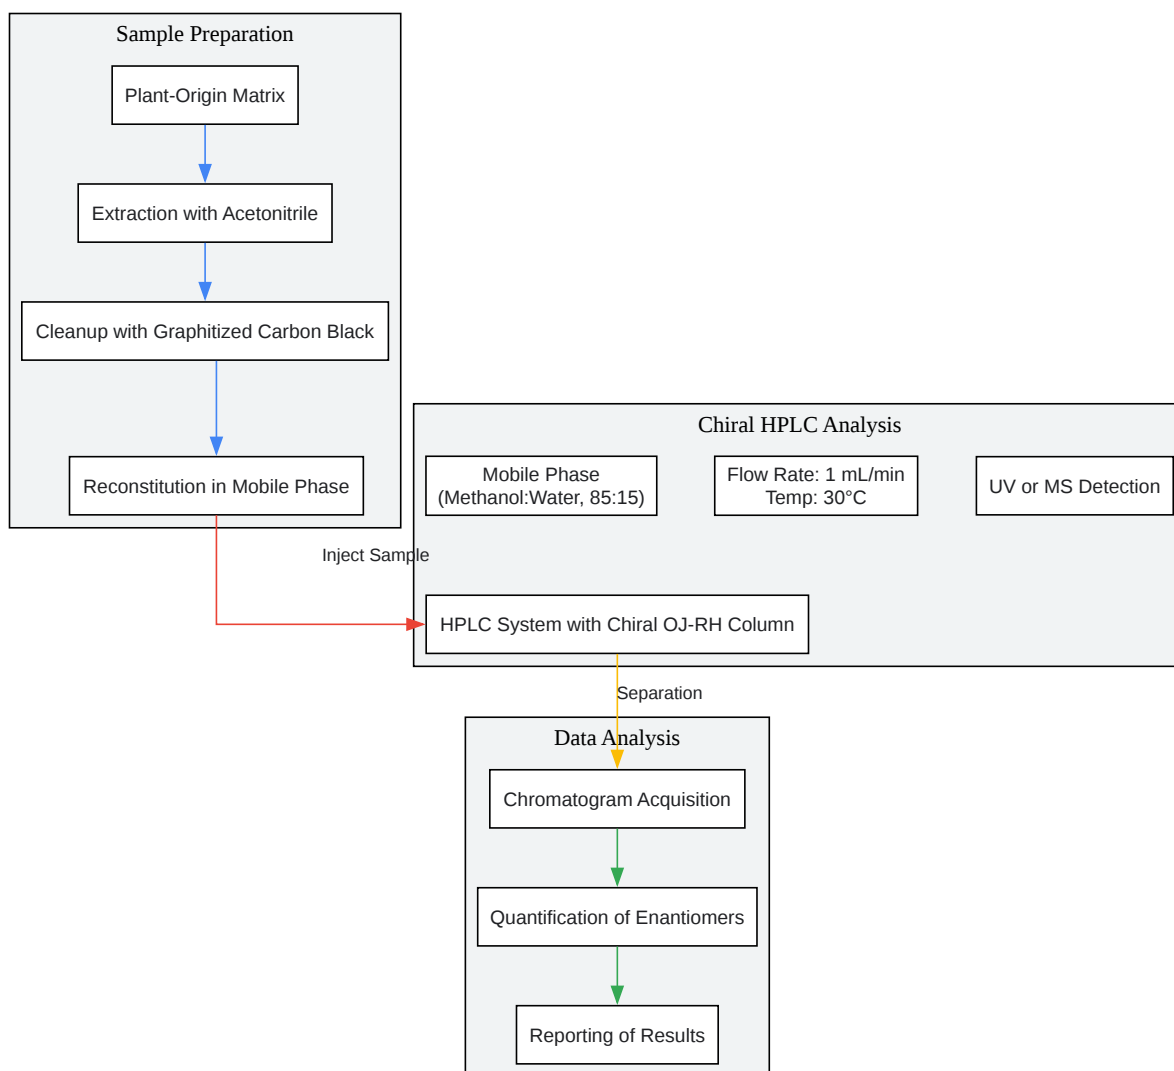 Sample Preparation
Plant-Origin Matrix
Extraction with Acetonitrile
Cleanup with Graphitized Carbon Black
Reconstitution in Mobile Phase
Chiral HPLC Analysis
Mobile Phase
(Methanol:Water, 85:15)
Flow Rate: 1 mL/min
Temp: 30°C
UV or MS Detection
Inject Sample
HPLC System with Chiral OJ-RH Column
Separation
Data Analysis
Chromatogram Acquisition
Quantification of Enantiomers
Reporting of Results